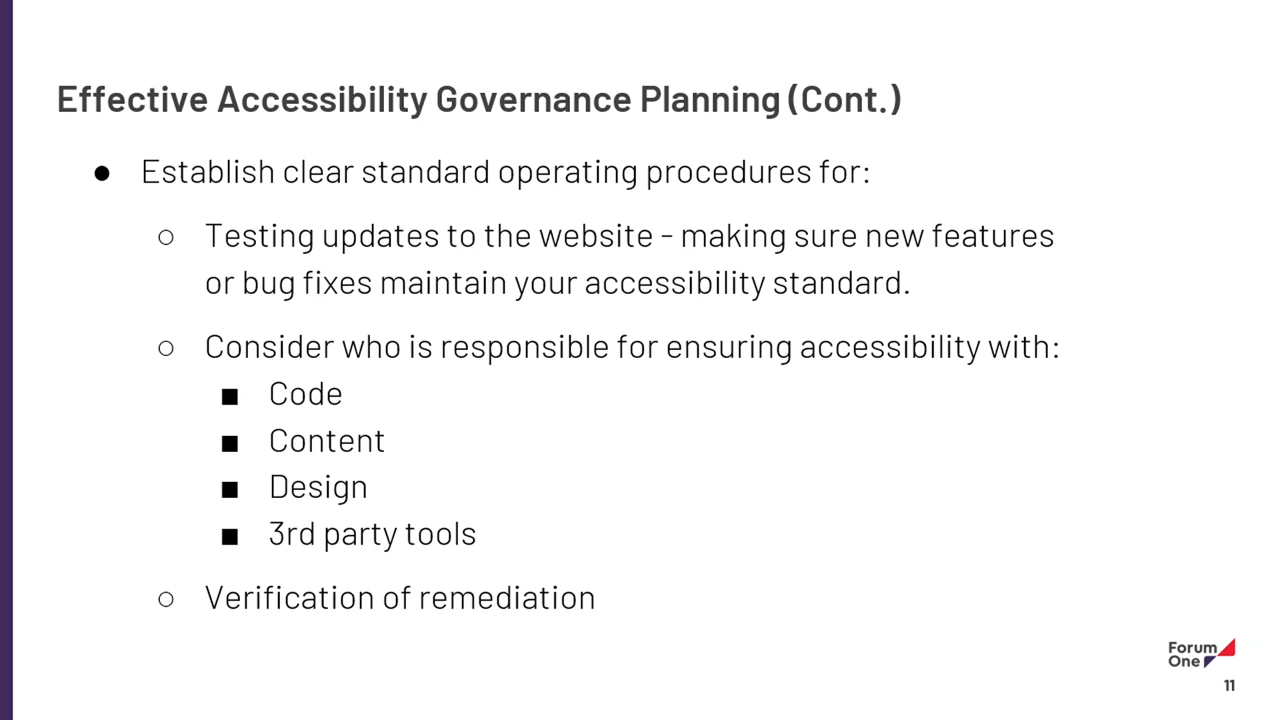 Effective Accessibility Governance Planning (Cont.)
● Establish clear standard operating procedures for:
○ Testing updates to the website - making sure new features
or bug fixes maintain your accessibility standard.
○ Consider who is responsible for ensuring accessibility with:
■ Code
■ Content
■ Design
■ 3rd party tools
○ Verification of remediation
Forum
One
11